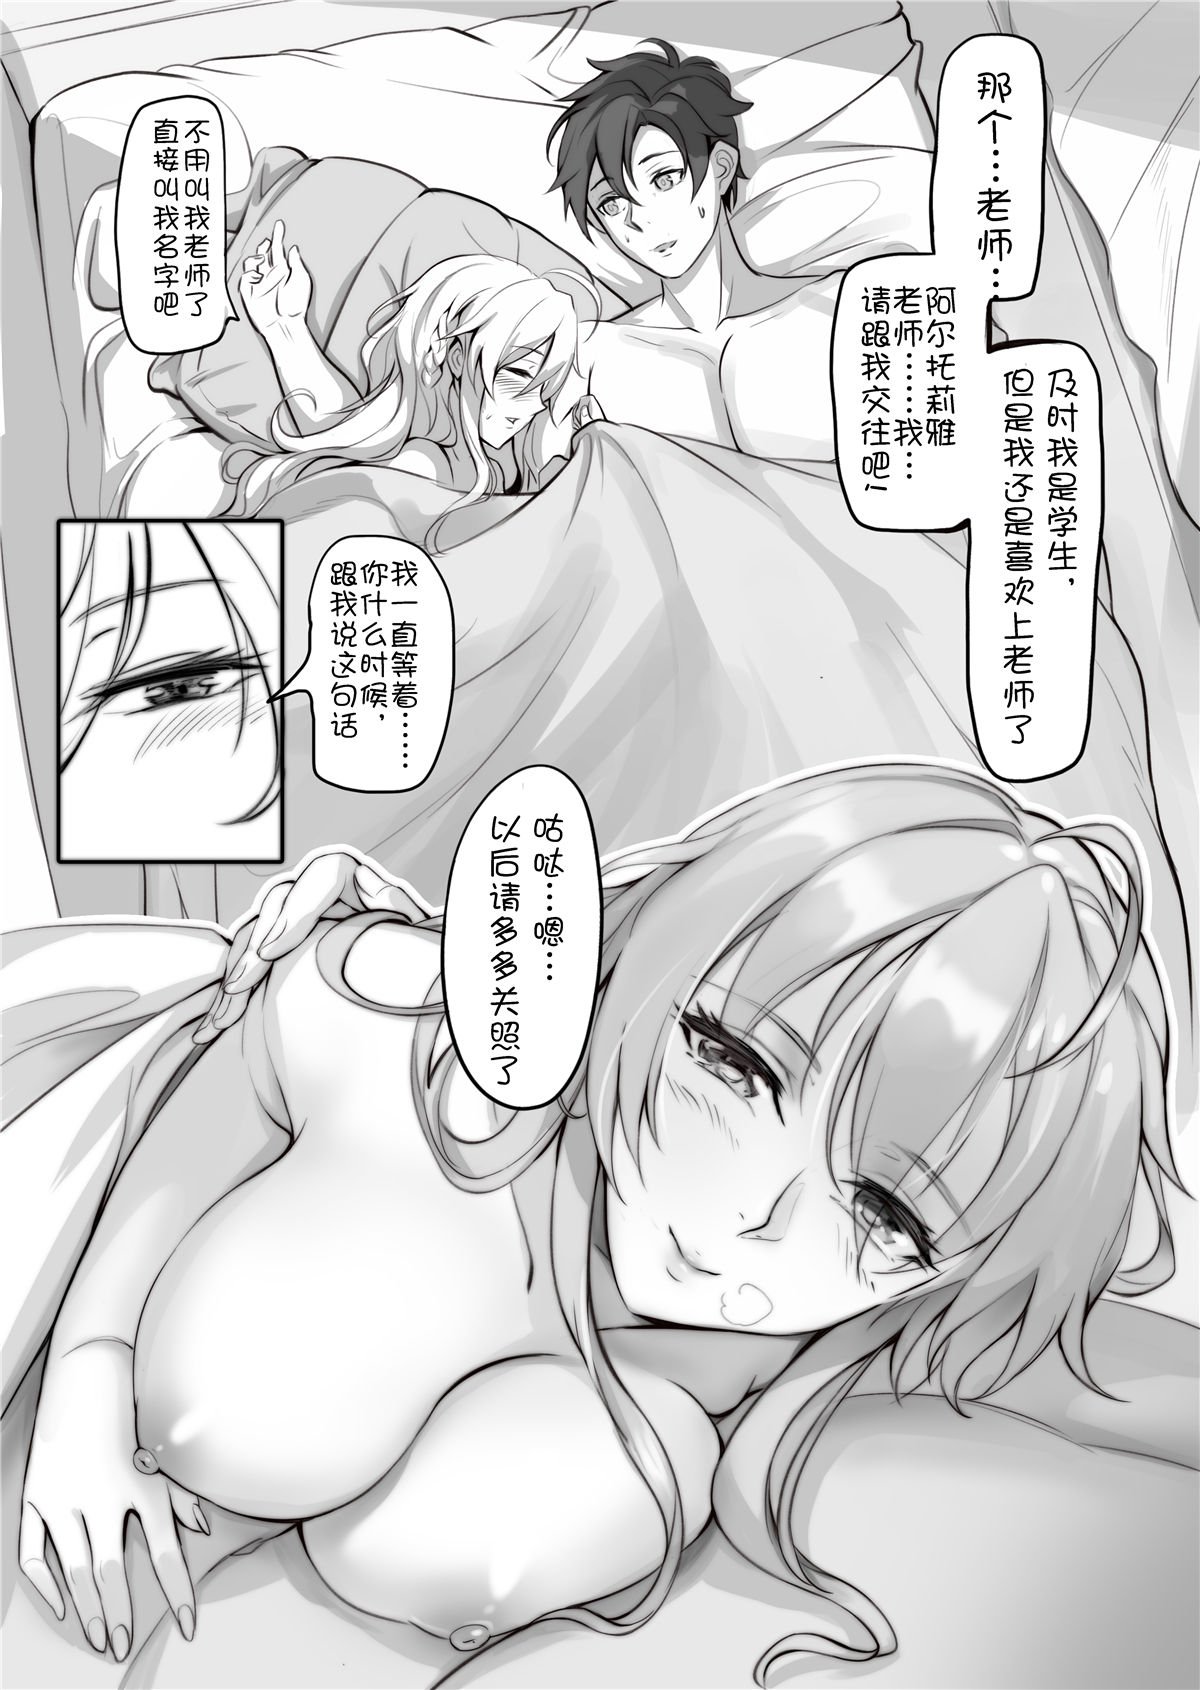 那个…老师…
阿尔托莉雅
老师………我…
请跟我交往吧!
及时我是学生，
但是我还是喜欢上老师了
不用叫我老师了
直接叫我名字吧
我一直等着……
你什么时候，
跟我说这句话
咕哒…嗯…
以后请多多关照了